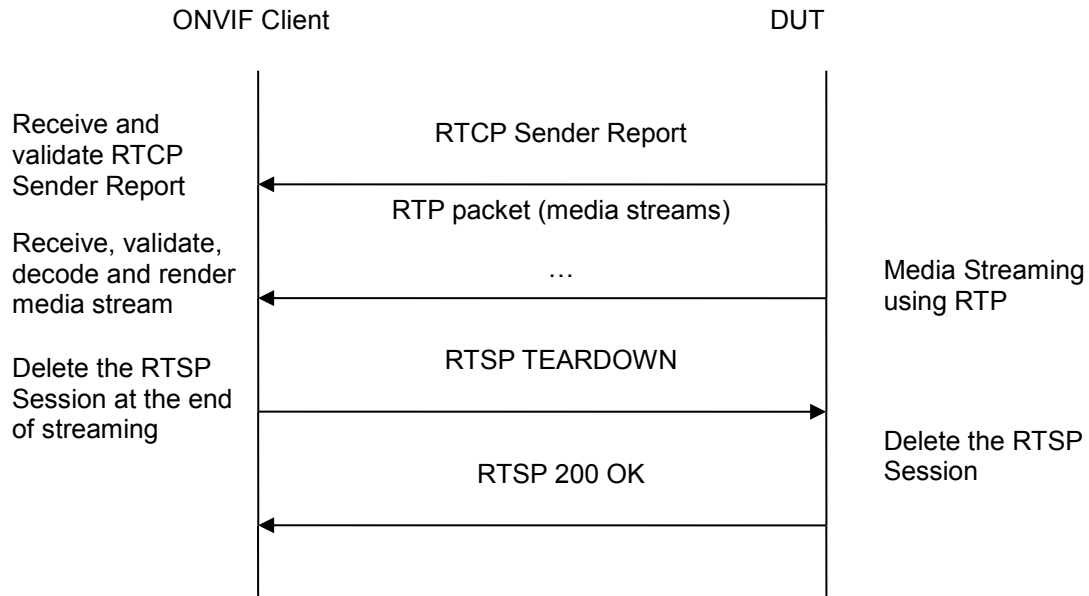 ONVIF Client
DUT
Receive and
validate RTCP
Sender Report
RTCP Sender Report
RTP packet (media streams)
Receive, validate,
decode and render
media stream
…
Media Streaming
using RTP
RTSP TEARDOWN
Delete the RTSP
Session at the end
of streaming
Delete the RTSP
Session
RTSP 200 OK